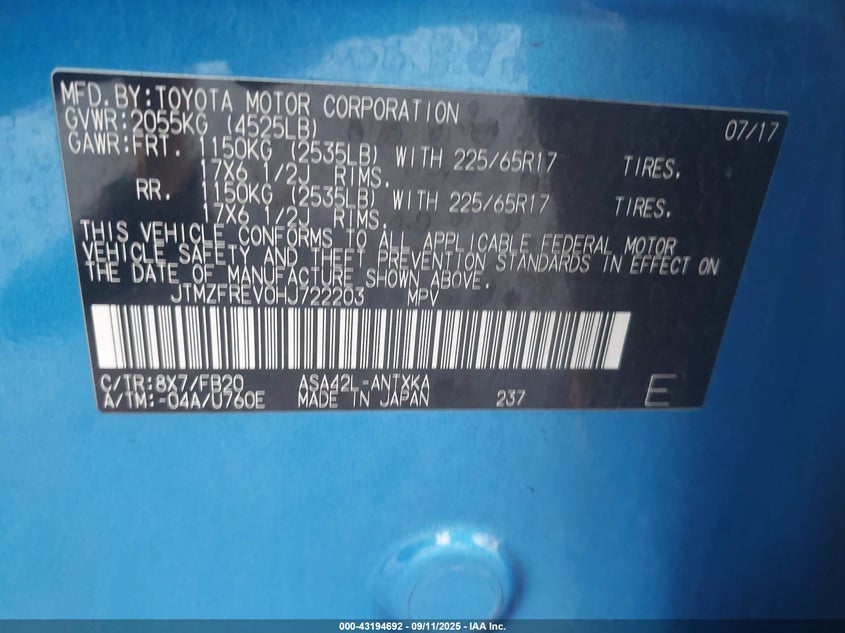 MFD.BY:TOYOTA MOTOR CORPORATION 07/17
GVWR:2055KG (4525LB)
GAWR:FRT. 1150KG (2535LB) WITH 225/65R17 TIRES.
17X6 1/2J RIMS.
RR. 1150KG (2535LB) WITH 225/65R17 TIRES.
17X6 1/2J RIMS.
THIS VEHICLE CONFORMS TO ALL APPLICABLE FEDERAL MOTOR
VEHICLE SAFETY AND THEFT PREVENTION STANDARDS IN EFFECT ON
THE DATE OF MANUFACTURE SHOWN ABOVE.
JTMZFREV0HJ722203 MPV
C/TR:8X7/FB20 ASA42L-ANTXKA
A/TM:-04A/U760E MADE IN JAPAN 237 E
000-43194692 - 09/11/2025 - IAA Inc.